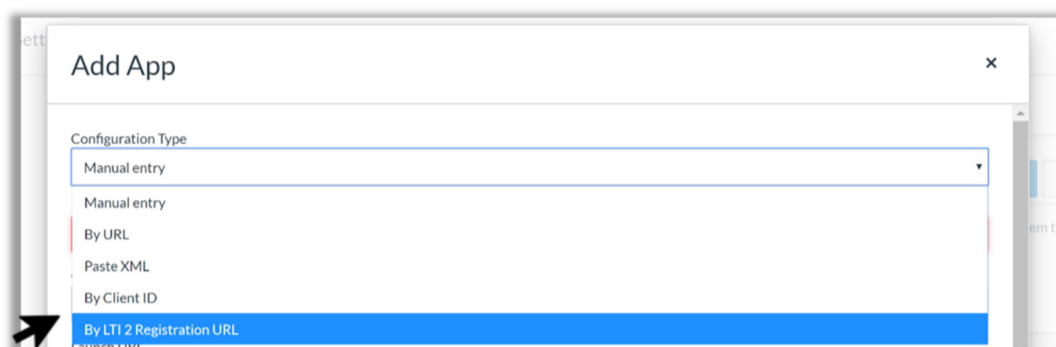 Add App
×
Configuration Type
Manual entry
Manual entry
By URL
Paste XML
By Client ID
By LTI 2 Registration URL